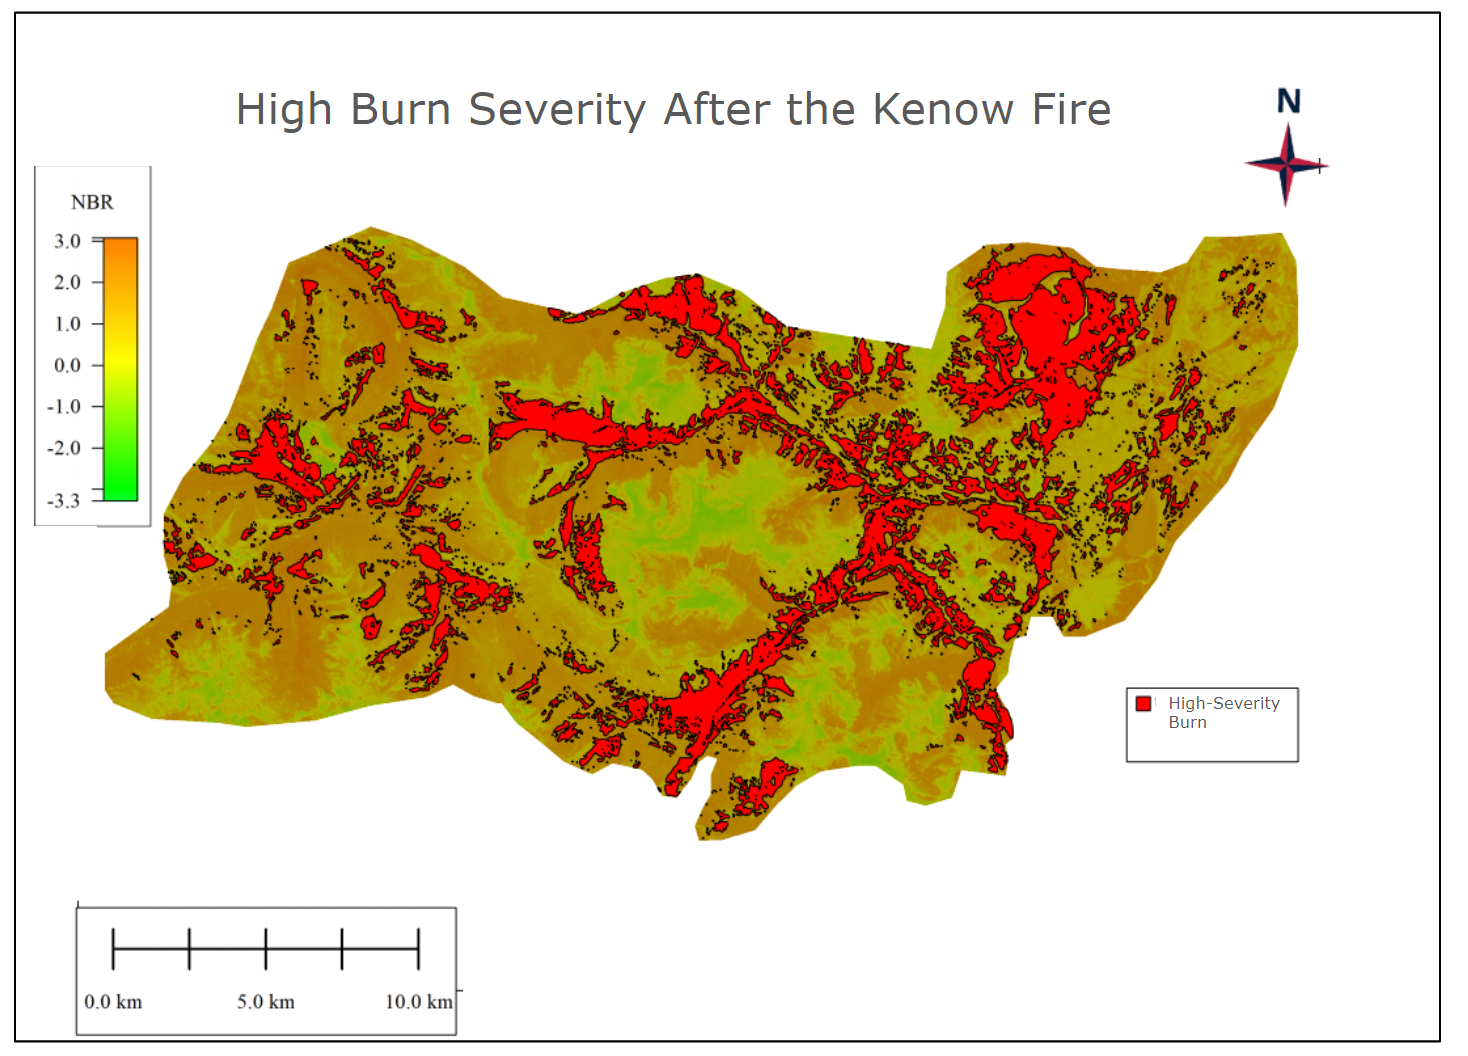 High Burn Severity After the Kenow Fire
N
NBR
3.0
2.0
1.0
0.0
-1.0
-2.0
-3.3
High-Severity
Burn
0.0 km 5.0 km 10.0 km